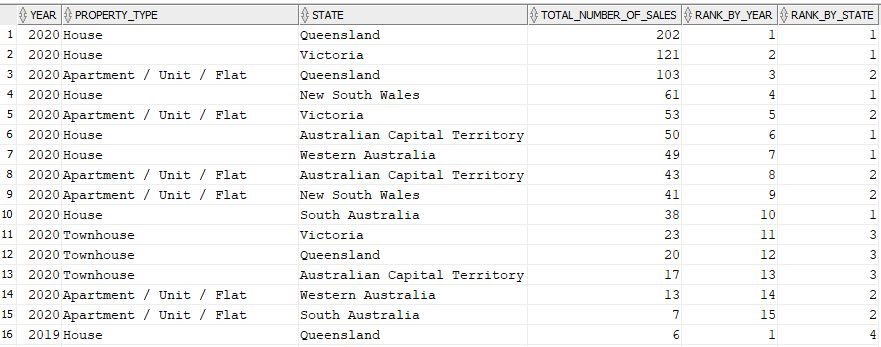 YEAR PROPERTY_TYPE STATE TOTAL_NUMBER_OF_SALES RANK_BY_YEAR RANK_BY_STATE
1 2020 House Queensland 202 1 1
2 2020 House Victoria 121 2 1
3 2020 Apartment / Unit / Flat Queensland 103 3 2
4 2020 House New South Wales 61 4 1
5 2020 Apartment / Unit / Flat Victoria 53 5 2
6 2020 House Australian Capital Territory 50 6 1
7 2020 House Western Australia 49 7 1
8 2020 Apartment / Unit / Flat Australian Capital Territory 43 8 2
9 2020 Apartment / Unit / Flat New South Wales 41 9 2
10 2020 House South Australia 38 10 1
11 2020 Townhouse Victoria 23 11 3
12 2020 Townhouse Queensland 20 12 3
13 2020 Townhouse Australian Capital Territory 17 13 3
14 2020 Apartment / Unit / Flat Western Australia 13 14 2
15 2020 Apartment / Unit / Flat South Australia 7 15 2
16 2019 House Queensland 6 1 4